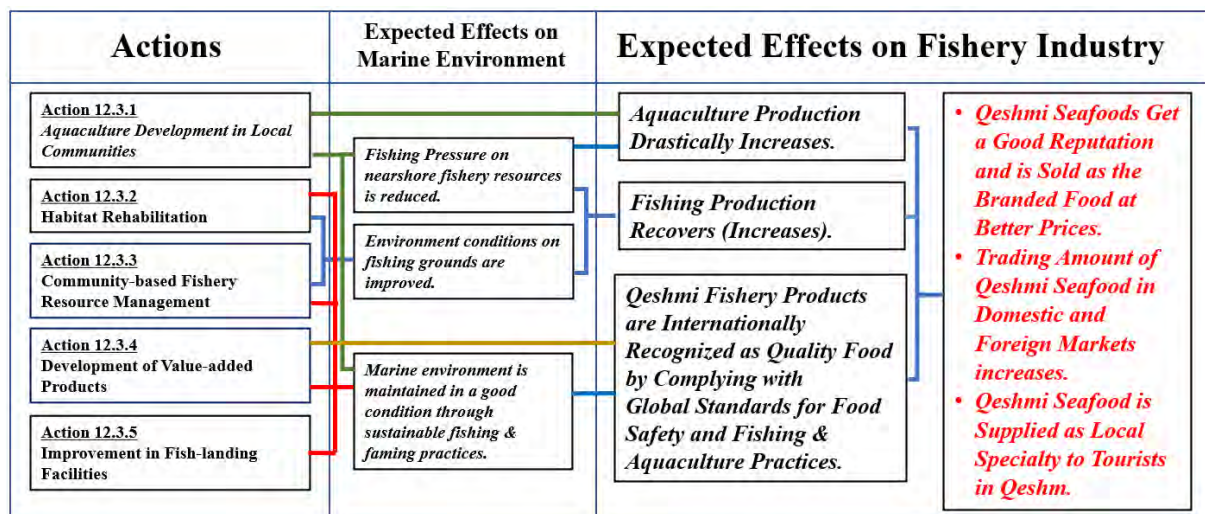 Actions
Expected Effects on
Marine Environment
Expected Effects on Fishery Industry
Action 12.3.1
Aquaculture Development in Local
Communities
Action 12.3.2
Habitat Rehabilitation
Action 12.3.3
Community-based Fishery
Resource Management
Action 12.3.4
Development of Value-added
Products
Action 12.3.5
Improvement in Fish-landing
Facilities
Fishing Pressure on
nearshore fishery resources
is reduced.
Environment conditions on
fishing grounds are
improved.
Marine environment is
maintained in a good
condition through
sustainable fishing &
faming practices.
Aquaculture Production
Drastically Increases.
Fishing Production
Recovers (Increases).
Qeshmi Fishery Products
are Internationally
Recognized as Quality Food
by Complying with
Global Standards for Food
Safety and Fishing &
Aquaculture Practices.
• Qeshmi Seafoods Get
a Good Reputation
and is Sold as the
Branded Food at
Better Prices.
• Trading Amount of
Qeshmi Seafood in
Domestic and
Foreign Markets
increases.
• Qeshmi Seafood is
Supplied as Local
Specialty to Tourists
in Qeshm.